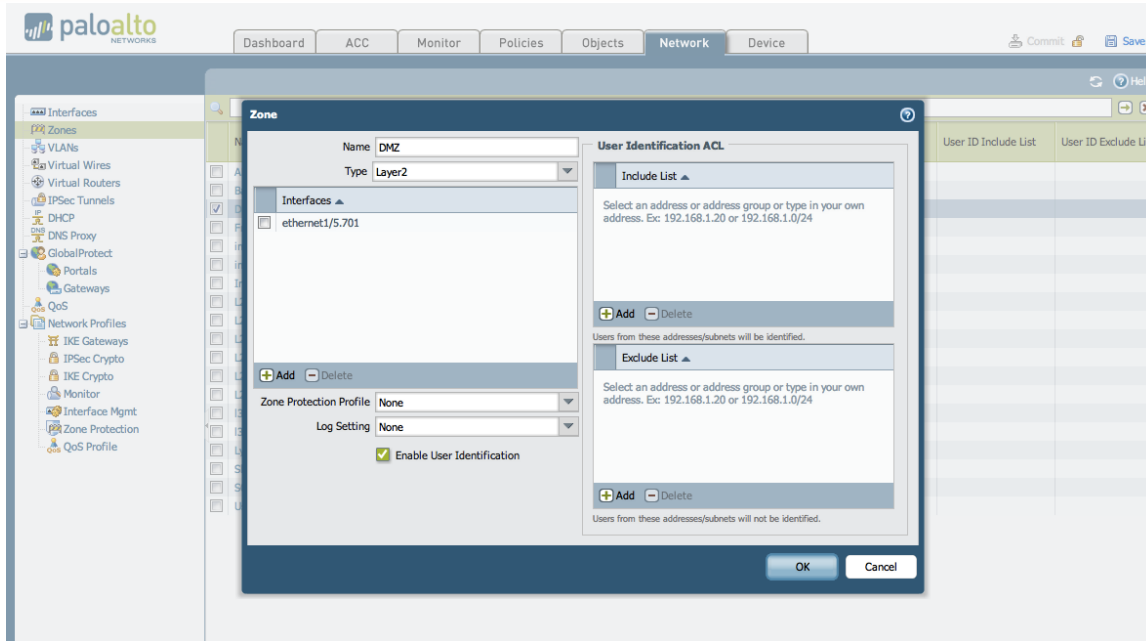 paloalto
NETWORKS
Dashboard
ACC
Monitor
Policies
Objects
Network
Device
Commit
Save
Interfaces
Zones
VLANs
Virtual Wires
Virtual Routers
IPSec Tunnels
DHCP
DNS Proxy
GlobalProtect
Portals
Gateways
QoS
Network Profiles
IKE Gateways
IPSec Crypto
IKE Crypto
Monitor
Interface Mgmt
Zone Protection
QoS Profile
Zone
Name DMZ
Type Layer2
Interfaces
ethernet1/5.701
Add Delete
Zone Protection Profile None
Log Setting None
Enable User Identification
User Identification ACL
Include List
Select an address or address group or type in your own
address. Ex: 192.168.1.20 or 192.168.1.0/24
Add Delete
Users from these addresses/subnets will be identified.
Exclude List
Select an address or address group or type in your own
address. Ex: 192.168.1.20 or 192.168.1.0/24
Add Delete
Users from these addresses/subnets will not be identified.
OK
Cancel
User ID Include List
User ID Exclude Li